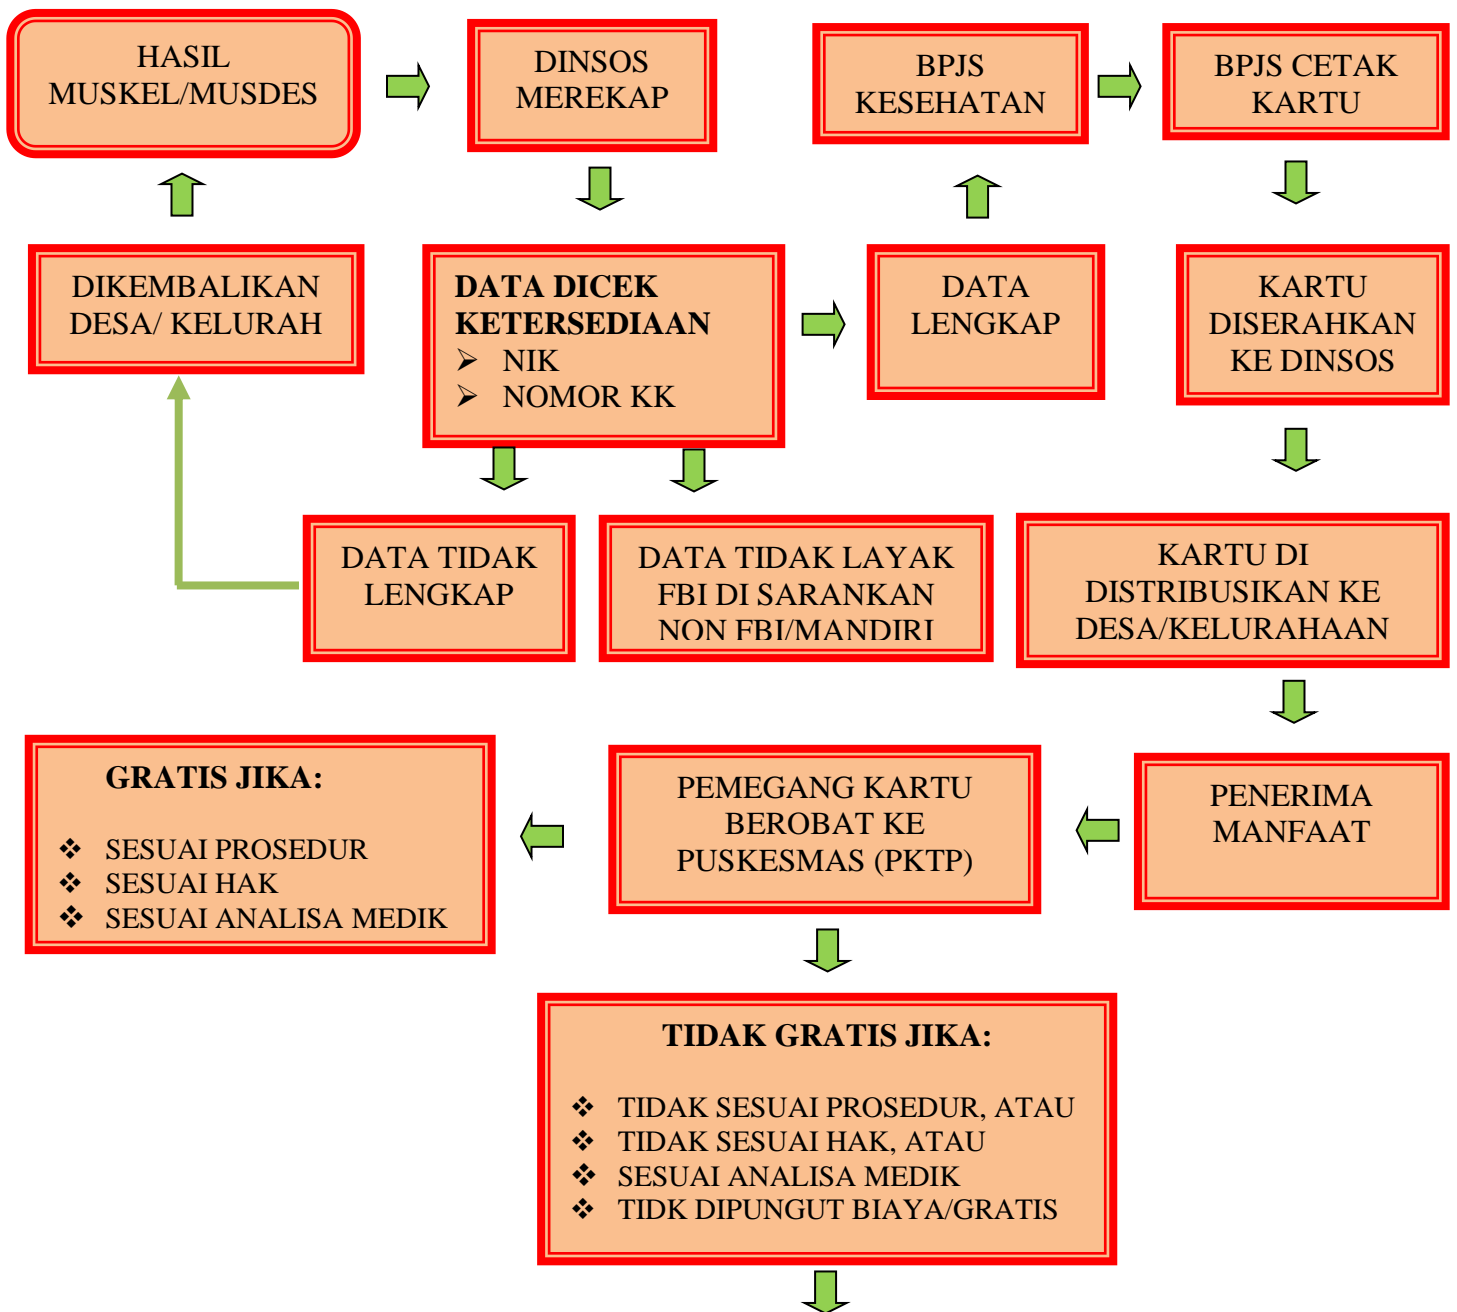 HASIL
MUSKEL/MUSDES
DINSOS
MEREKAP
BPJS
KESEHATAN
BPJS CETAK
KARTU
DIKEMBALIKAN
DESA/ KELURAH
DATA DICEK
KETERSEDIAAN
➢ NIK
➢ NOMOR KK
DATA
LENGKAP
KARTU
DISERAHKAN
KE DINSOS
DATA TIDAK
LENGKAP
DATA TIDAK LAYAK
FBI DI SARANKAN
NON FBI/MANDIRI
KARTU DI
DISTRIBUSIKAN KE
DESA/KELURAHAAN
GRATIS JIKA:
❖ SESUAI PROSEDUR
❖ SESUAI HAK
❖ SESUAI ANALISA MEDIK
PEMEGANG KARTU
BEROBAT KE
PUSKESMAS (PKTP)
PENERIMA
MANFAAT
TIDAK GRATIS JIKA:
❖ TIDAK SESUAI PROSEDUR, ATAU
❖ TIDAK SESUAI HAK, ATAU
❖ SESUAI ANALISA MEDIK
❖ TIDK DIPUNGUT BIAYA/GRATIS